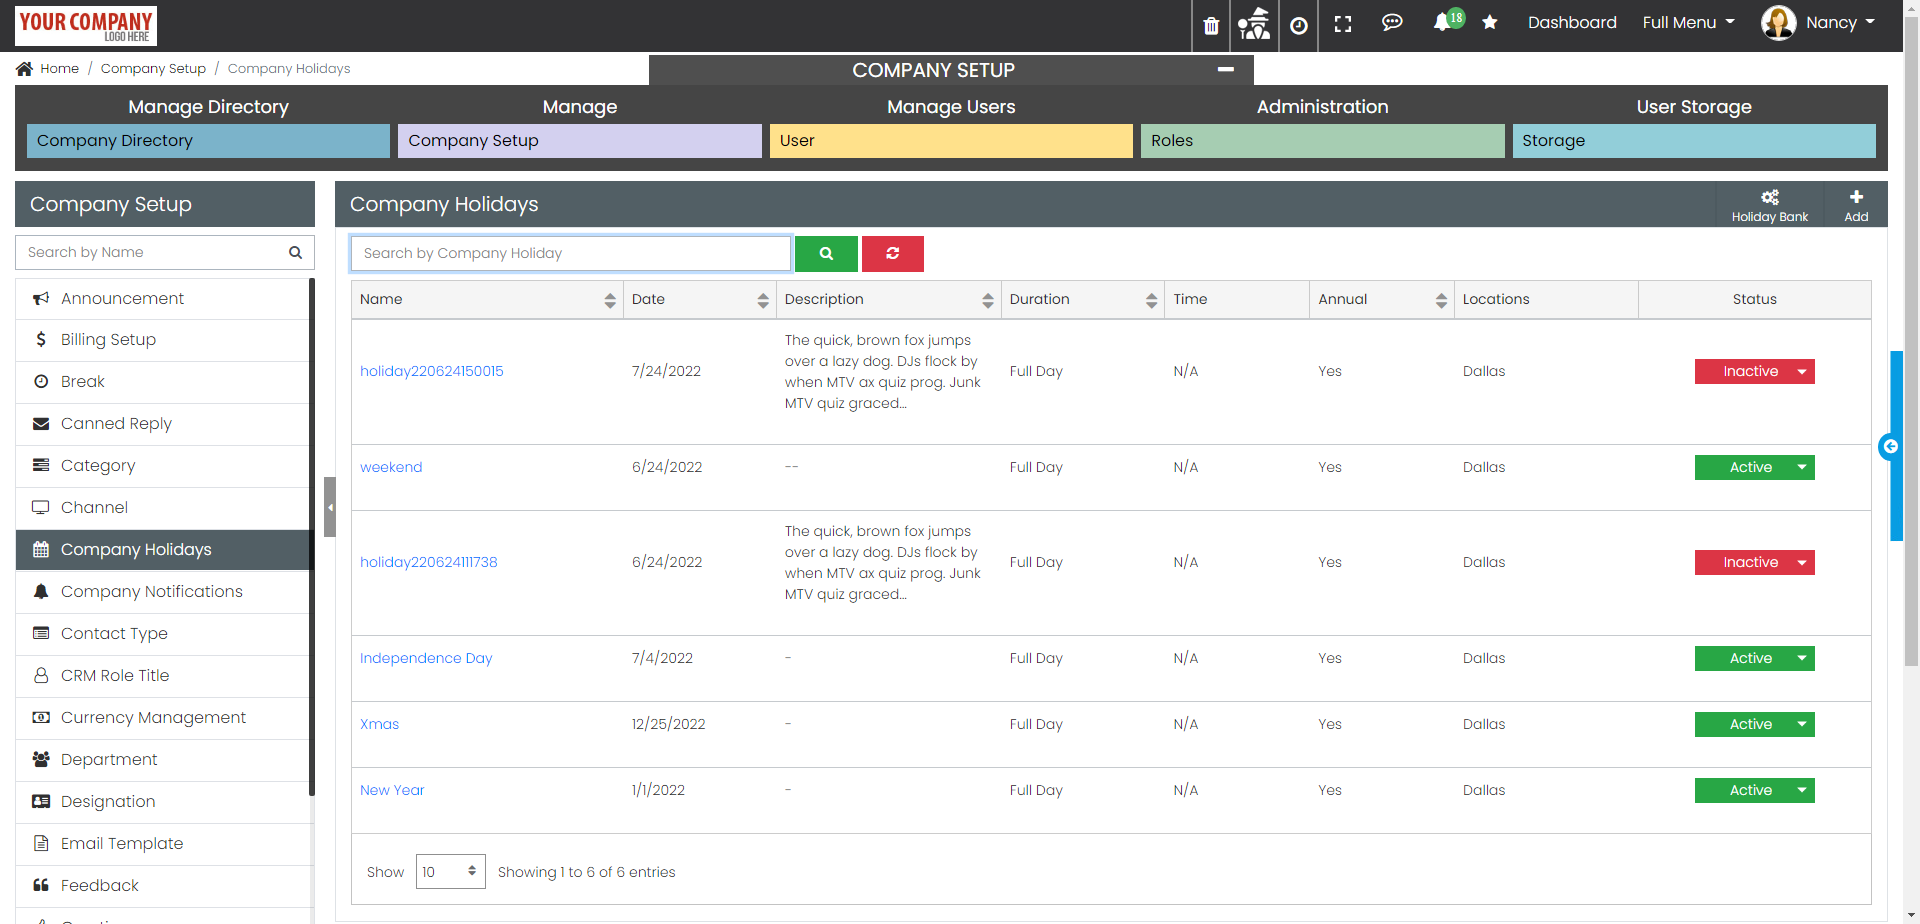 YOUR COMPANY
LOGO HERE
18
Dashboard
Full Menu
Nancy
Home / Company Setup / Company Holidays
COMPANY SETUP
Manage Directory
Manage
Manage Users
Administration
User Storage
Company Directory
Company Setup
User
Roles
Storage
Company Setup
Search by Name
Announcement
Billing Setup
Break
Canned Reply
Category
Channel
Company Holidays
Company Notifications
Contact Type
CRM Role Title
Currency Management
Department
Designation
Email Template
Feedback
Company Holidays
Holiday Bank
Add
Search by Company Holiday
Name Date Description Duration Time Annual Locations Status
holiday220624150015 7/24/2022 The quick, brown fox jumps
over a lazy dog. DJs flock by
when MTV ax quiz prog. Junk
MTV quiz graced... Full Day N/A Yes Dallas Inactive
weekend 6/24/2022 -- Full Day N/A Yes Dallas Active
holiday220624111738 6/24/2022 The quick, brown fox jumps
over a lazy dog. DJs flock by
when MTV ax quiz prog. Junk
MTV quiz graced... Full Day N/A Yes Dallas Inactive
Independence Day 7/4/2022 - Full Day N/A Yes Dallas Active
Xmas 12/25/2022 - Full Day N/A Yes Dallas Active
New Year 1/1/2022 - Full Day N/A Yes Dallas Active
Show 10 Showing 1 to 6 of 6 entries